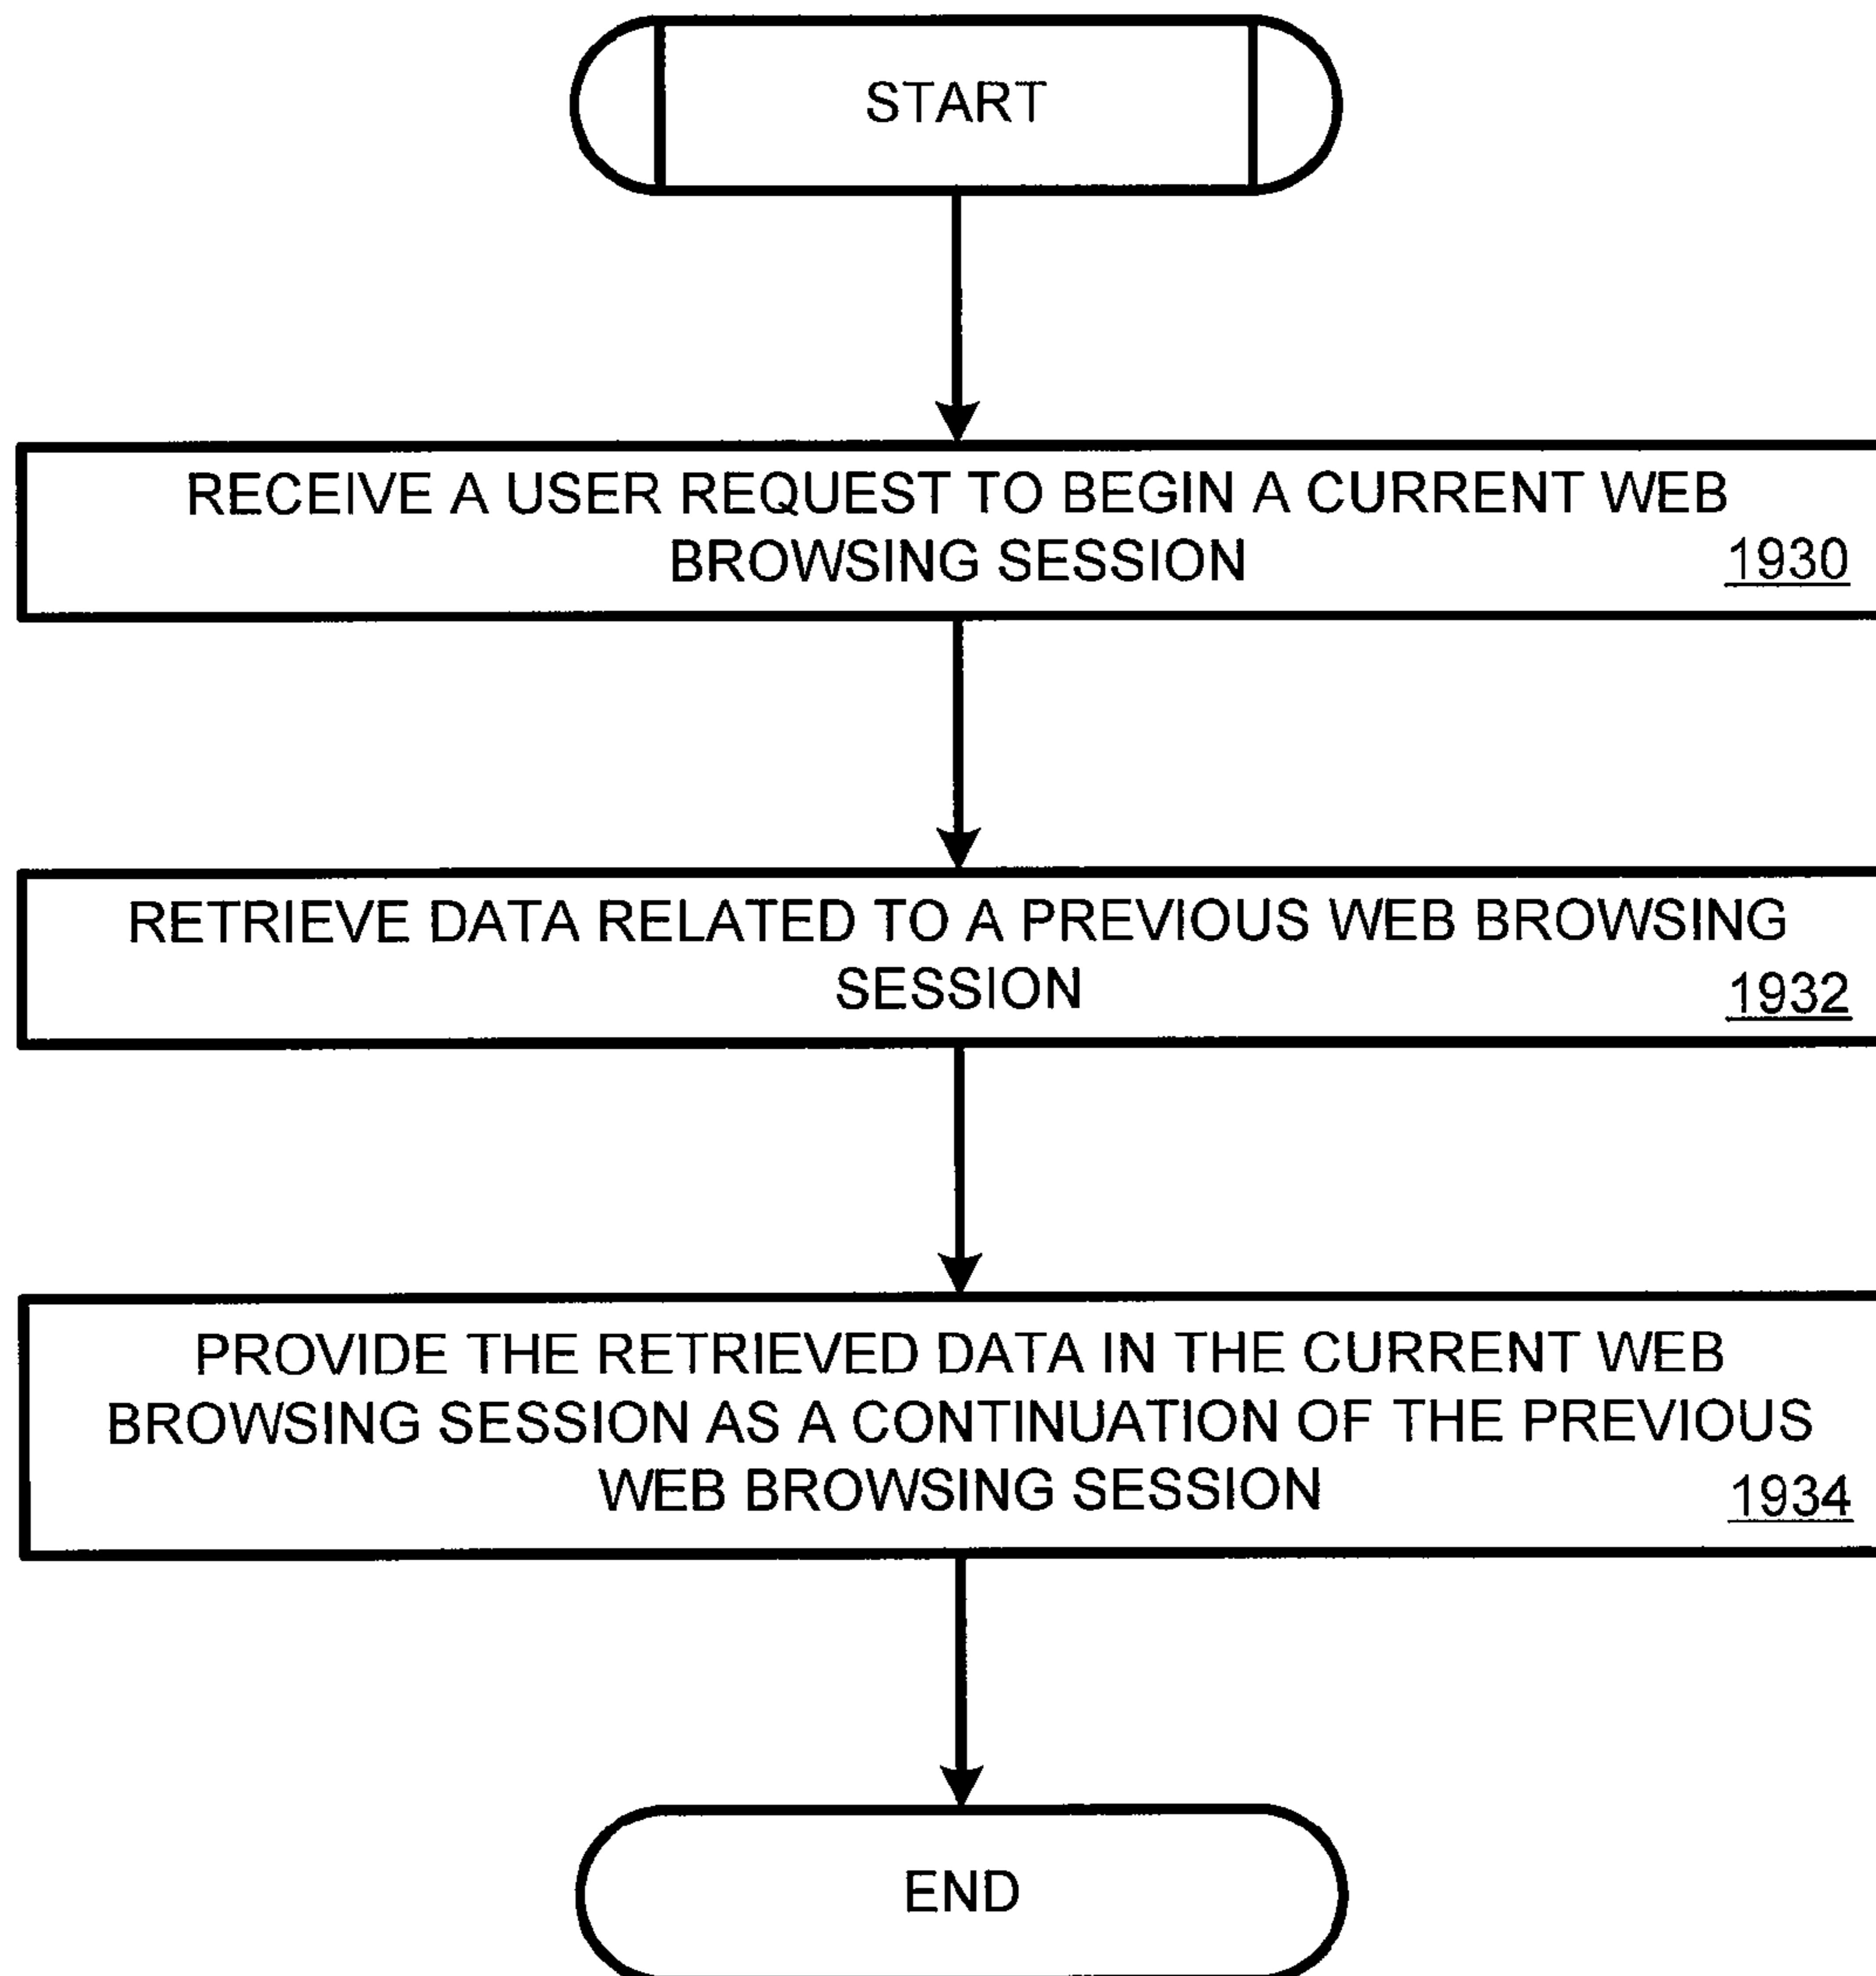 START
RECEIVE A USER REQUEST TO BEGIN A CURRENT WEB
BROWSING SESSION
1930
RETRIEVE DATA RELATED TO A PREVIOUS WEB BROWSING
SESSION
1932
PROVIDE THE RETRIEVED DATA IN THE CURRENT WEB
BROWSING SESSION AS A CONTINUATION OF THE PREVIOUS
WEB BROWSING SESSION
1934
END